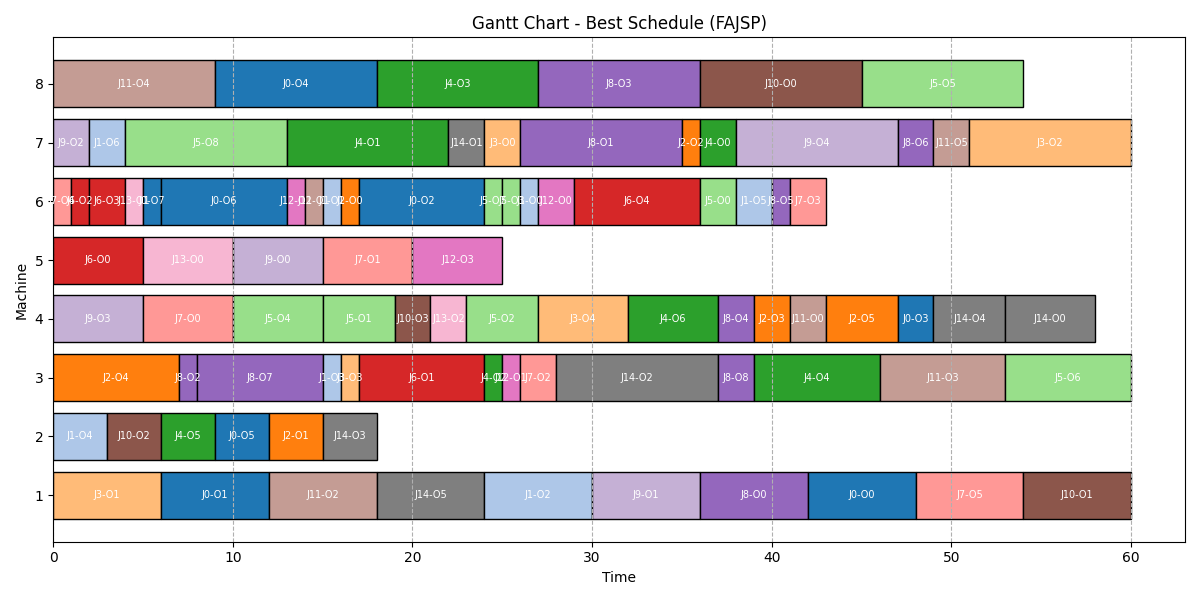 Gantt Chart - Best Schedule (FAJSP)
Machine
8 J11-O4 J0-O4 J4-O3 J8-O3 J10-O0 J5-O5
7 J9-O2 J1-O6 J5-O8 J4-O1 J14-O1 J3-O0 J8-O1 J2-O2 J4-O0 J9-O4 J8-O6 J11-O5 J3-O2
6 J6-O3 J0-O6 J0-O2 J12-O0 J6-O4 J5-O0 J1-O5 J8-O5 J7-O3
5 J6-O0 J13-O0 J9-O0 J7-O1 J12-O3
4 J9-O3 J7-O0 J5-O4 J5-O1 J10-O3 J13-O2 J5-O2 J3-O4 J4-O6 J8-O4 J2-O3 J11-O0 J2-O5 J0-O3 J14-O4 J14-O0
3 J2-O4 J8-O2 J8-O7 J6-O1 J7-O2 J14-O2 J8-O8 J4-O4 J11-O3 J5-O6
2 J1-O4 J10-O2 J4-O5 J0-O5 J2-O1 J14-O3
1 J3-O1 J0-O1 J11-O2 J14-O5 J1-O2 J9-O1 J8-O0 J0-O0 J7-O5 J10-O1
0 10 20 30 40 50 60
Time